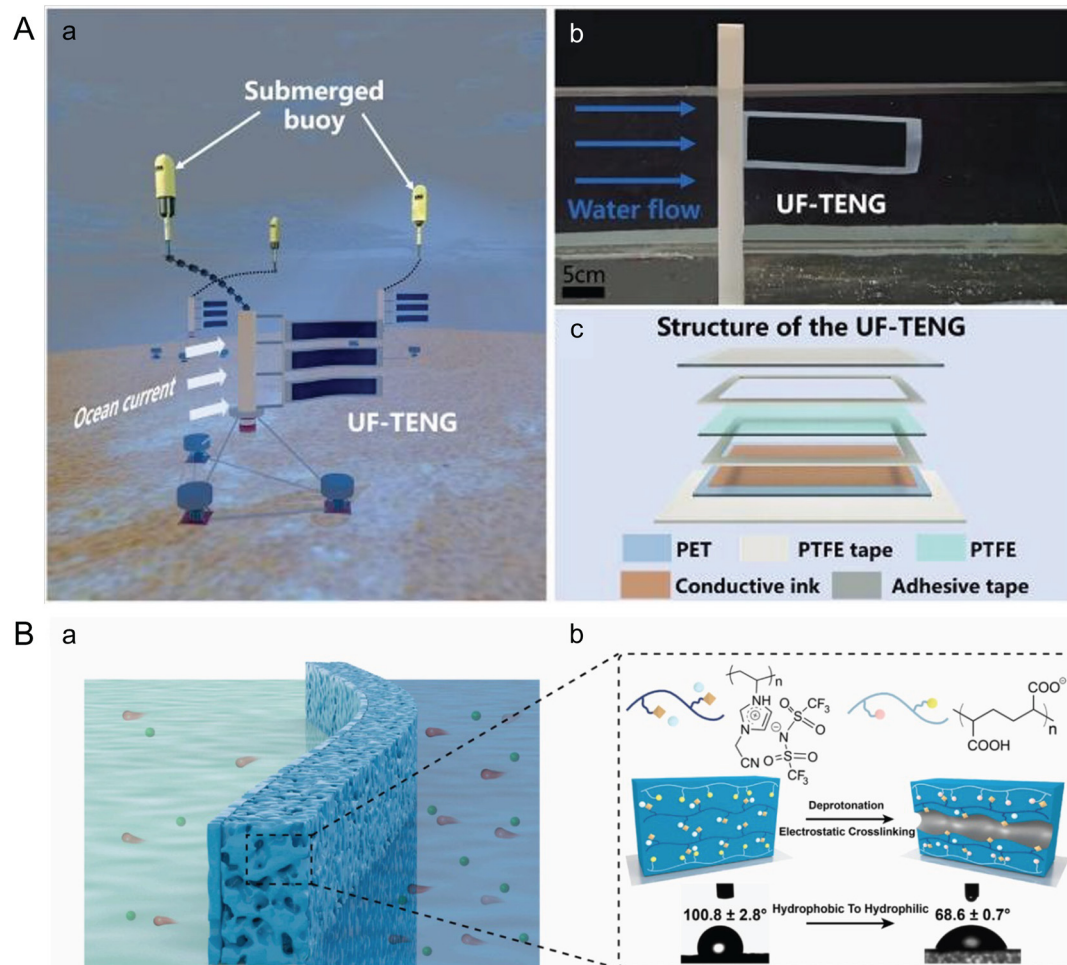 A
a
Submerged
buoy
Ocean current
UF-TENG
b
Water flow
UF-TENG
5cm
c
Structure of the UF-TENG
PET
PTFE tape
PTFE
Conductive ink
Adhesive tape
B
a
b
n
NH
⊕
N
CN
O
S
CF₃
O
⊖
N
O
S
O
CF₃
COO⊖
n
COOH
Deprotonation
Electrostatic Crosslinking
100.8 ± 2.8°
Hydrophobic To Hydrophilic
68.6 ± 0.7°